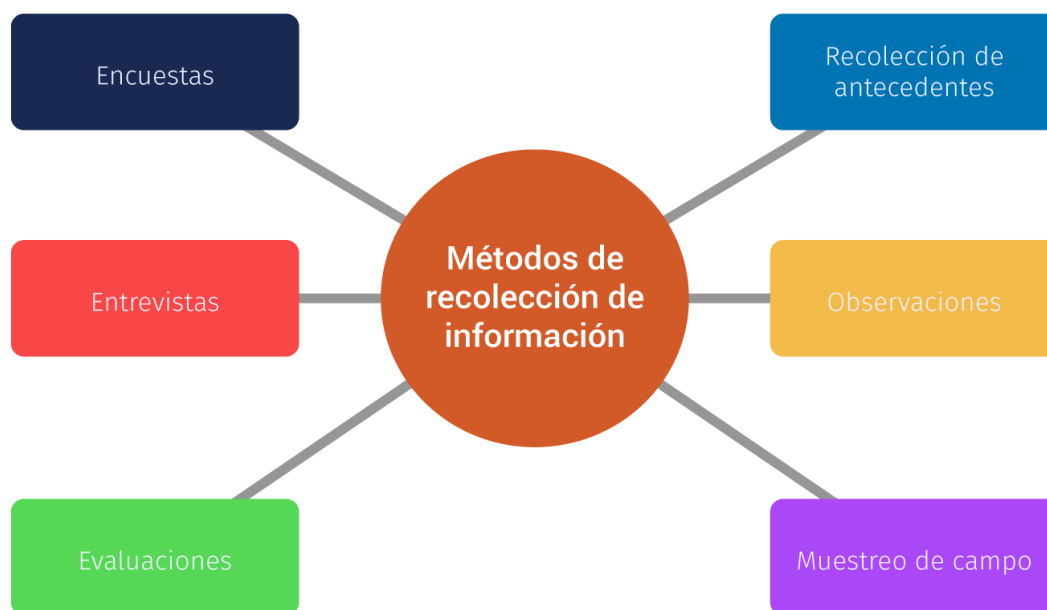 Encuestas
Recolección de
antecedentes
Métodos de
recolección de
información
Entrevistas
Observaciones
Evaluaciones
Muestreo de campo